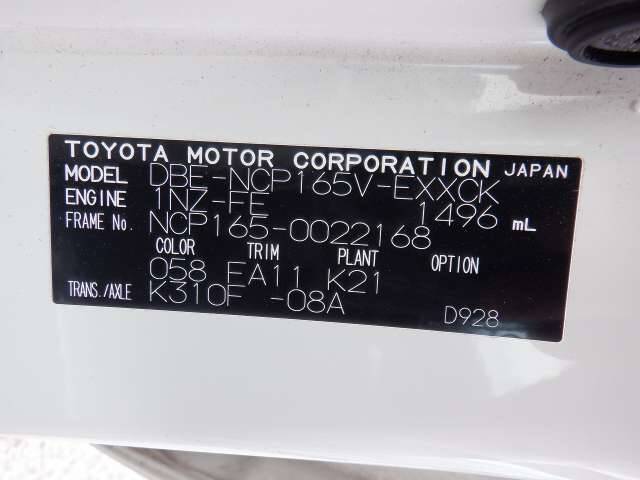 TOYOTA MOTOR CORPORATION JAPAN
MODEL DBE-NCP165V-EXXCK
ENGINE 1NZ-FE 1496 mL
FRAME No. NCP165-0022168
COLOR TRIM PLANT OPTION
058 FA11 K21
TRANS./AXLE K310F -08A
D928